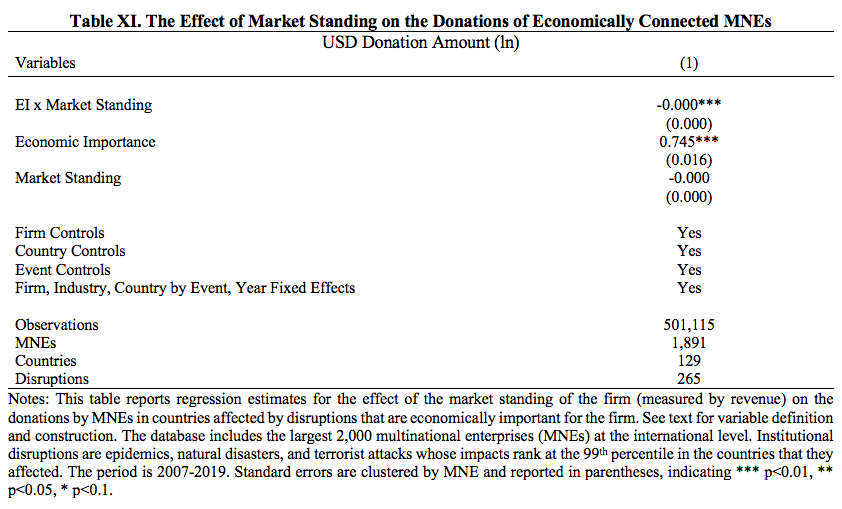 Table XI. The Effect of Market Standing on the Donations of Economically Connected MNEs
USD Donation Amount (ln)
Variables (1)
EI x Market Standing -0.000***
(0.000)
Economic Importance 0.745***
(0.016)
Market Standing -0.000
(0.000)
Firm Controls Yes
Country Controls Yes
Event Controls Yes
Firm, Industry, Country by Event, Year Fixed Effects Yes
Observations 501,115
MNEs 1,891
Countries 129
Disruptions 265
Notes: This table reports regression estimates for the effect of the market standing of the firm (measured by revenue) on the
donations by MNEs in countries affected by disruptions that are economically important for the firm. See text for variable definition
and construction. The database includes the largest 2,000 multinational enterprises (MNEs) at the international level. Institutional
disruptions are epidemics, natural disasters, and terrorist attacks whose impacts rank at the 99th percentile in the countries that they
affected. The period is 2007-2019. Standard errors are clustered by MNE and reported in parentheses, indicating *** p<0.01, **
p<0.05, * p<0.1.